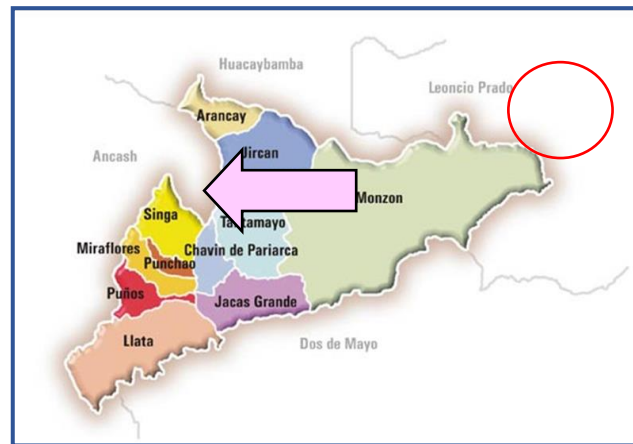 Huacaybamba
Leoncio Prado
Arancay
Ancash
Jircan
Monzon
Singa
Tantamayo
Miraflores
Chavin de Pariarca
Punchao
Puños
Jacas Grande
Llata
Dos de Mayo